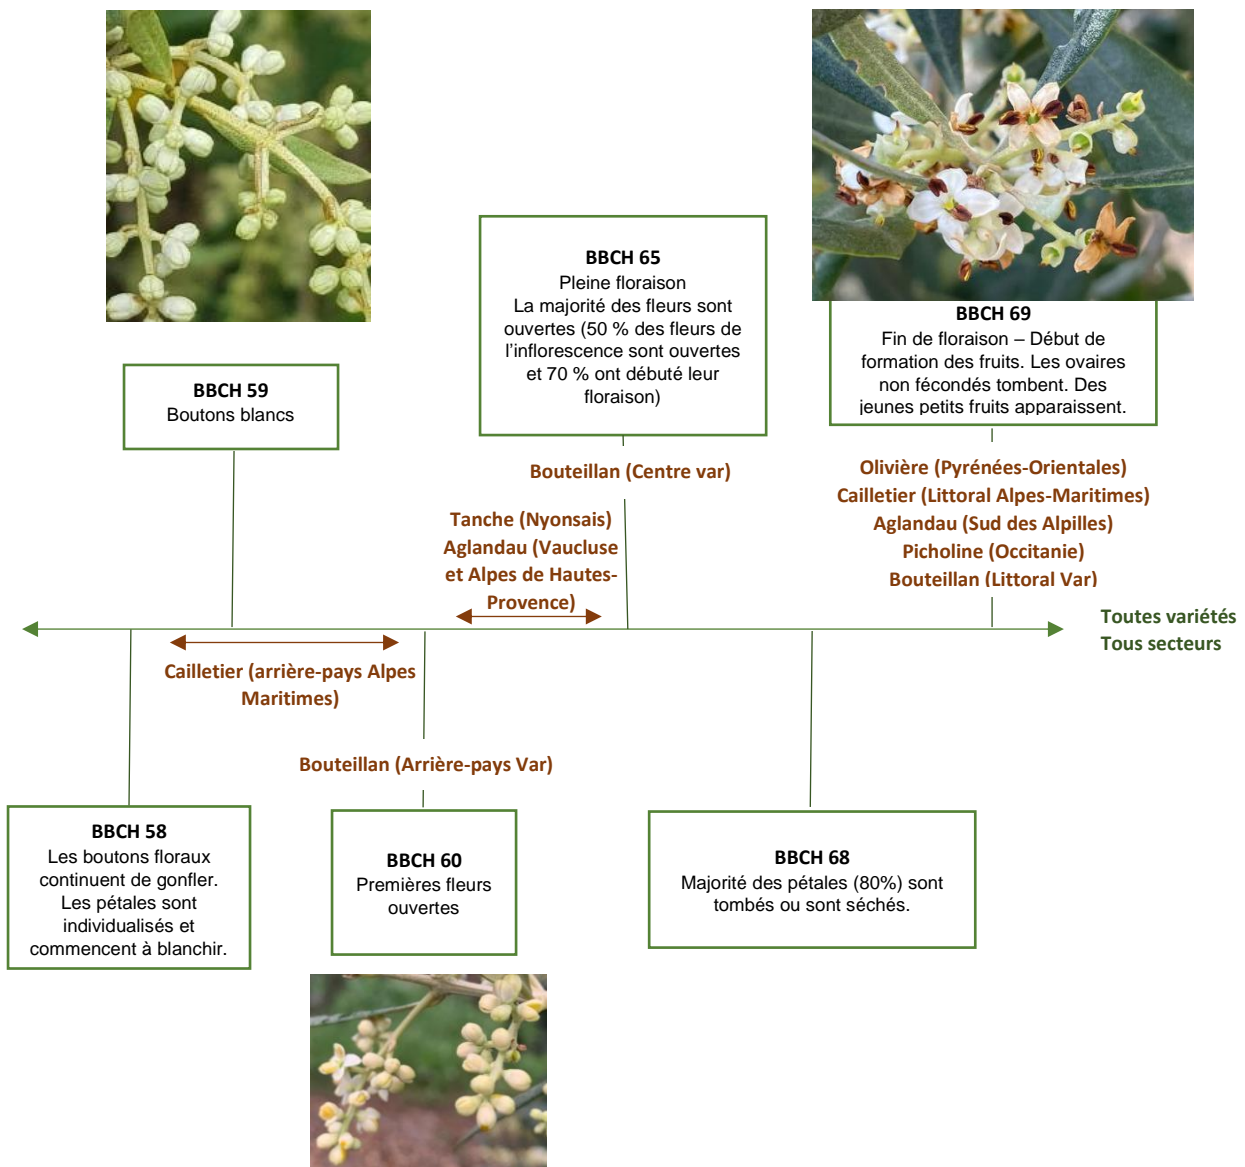 BBCH 59
Boutons blancs
BBCH 65
Pleine floraison
La majorité des fleurs sont
ouvertes (50 % des fleurs de
l’inflorescence sont ouvertes
et 70 % ont débuté leur
floraison)
BBCH 69
Fin de floraison – Début de
formation des fruits. Les ovaires
non fécondés tombent. Des
jeunes petits fruits apparaissent.
Bouteillan (Centre var)
Tanche (Nyonsais)
Aglandau (Vaucluse
et Alpes de Hautes-
Provence)
Olivière (Pyrénées-Orientales)
Cailletier (Littoral Alpes-Maritimes)
Aglandau (Sud des Alpilles)
Picholine (Occitanie)
Bouteillan (Littoral Var)
Toutes variétés
Tous secteurs
Cailletier (arrière-pays Alpes
Maritimes)
Bouteillan (Arrière-pays Var)
BBCH 58
Les boutons floraux
continuent de gonfler.
Les pétales sont
individualisés et
commencent à blanchir.
BBCH 60
Premières fleurs
ouvertes
BBCH 68
Majorité des pétales (80%) sont
tombés ou sont séchés.